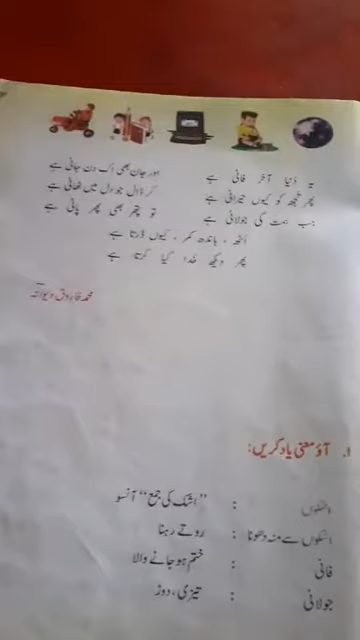 یہ دُنیا آخر فانی ہے اور جان بھی اک دن جانی ہے
پھر تجھ کو کیوں حیرانی ہے کر ڈال جو دل میں ٹھانی ہے
جب ہمت کی جولانی ہے تو پتھر بھی پھر پانی ہے
اُٹھ ، باندھ کمر ، کیوں ڈرتا ہے
پھر دیکھ خدا کیا کرتا ہے
محمد فاروق دیوانہ
۱۔ آؤ معنی یاد کریں:
اشکوں : ”اشک کی جمع“ آنسو
اشکوں سے منہ دھونا : روتے رہنا
فانی : ختم ہو جانے والا
جولانی : تیزی، دوڑ